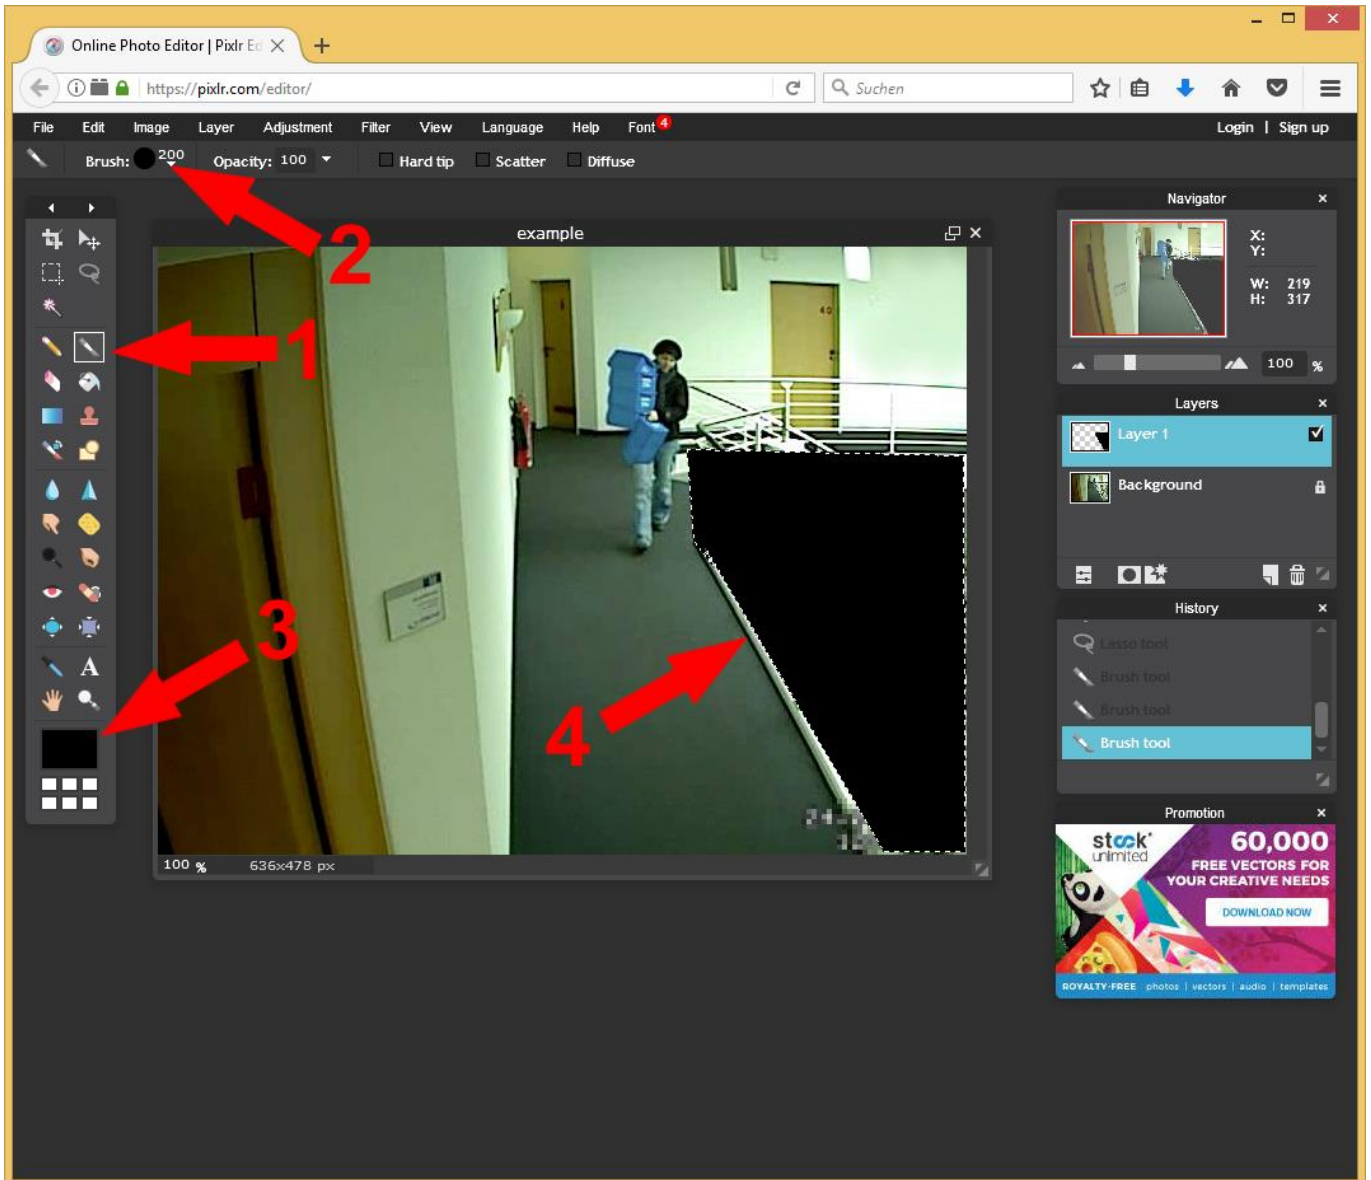 Online Photo Editor | Pixlr Ed
https://pixlr.com/editor/
Suchen
File Edit Image Layer Adjustment Filter View Language Help Font 4 Login | Sign up
Brush: 200 Opacity: 100 Hard tip Scatter Diffuse
2
1
3
4
example
40
100 % 636x478 px
Navigator
X:
Y:
W: 219
H: 317
100 %
Layers
Layer 1
Background
History
Lasso tool
Brush tool
Brush tool
Brush tool
A
Promotion
stock
unlimited
60,000
FREE VECTORS FOR
YOUR CREATIVE NEEDS
DOWNLOAD NOW
ROYALTY-FREE photos | vectors | audio | templates